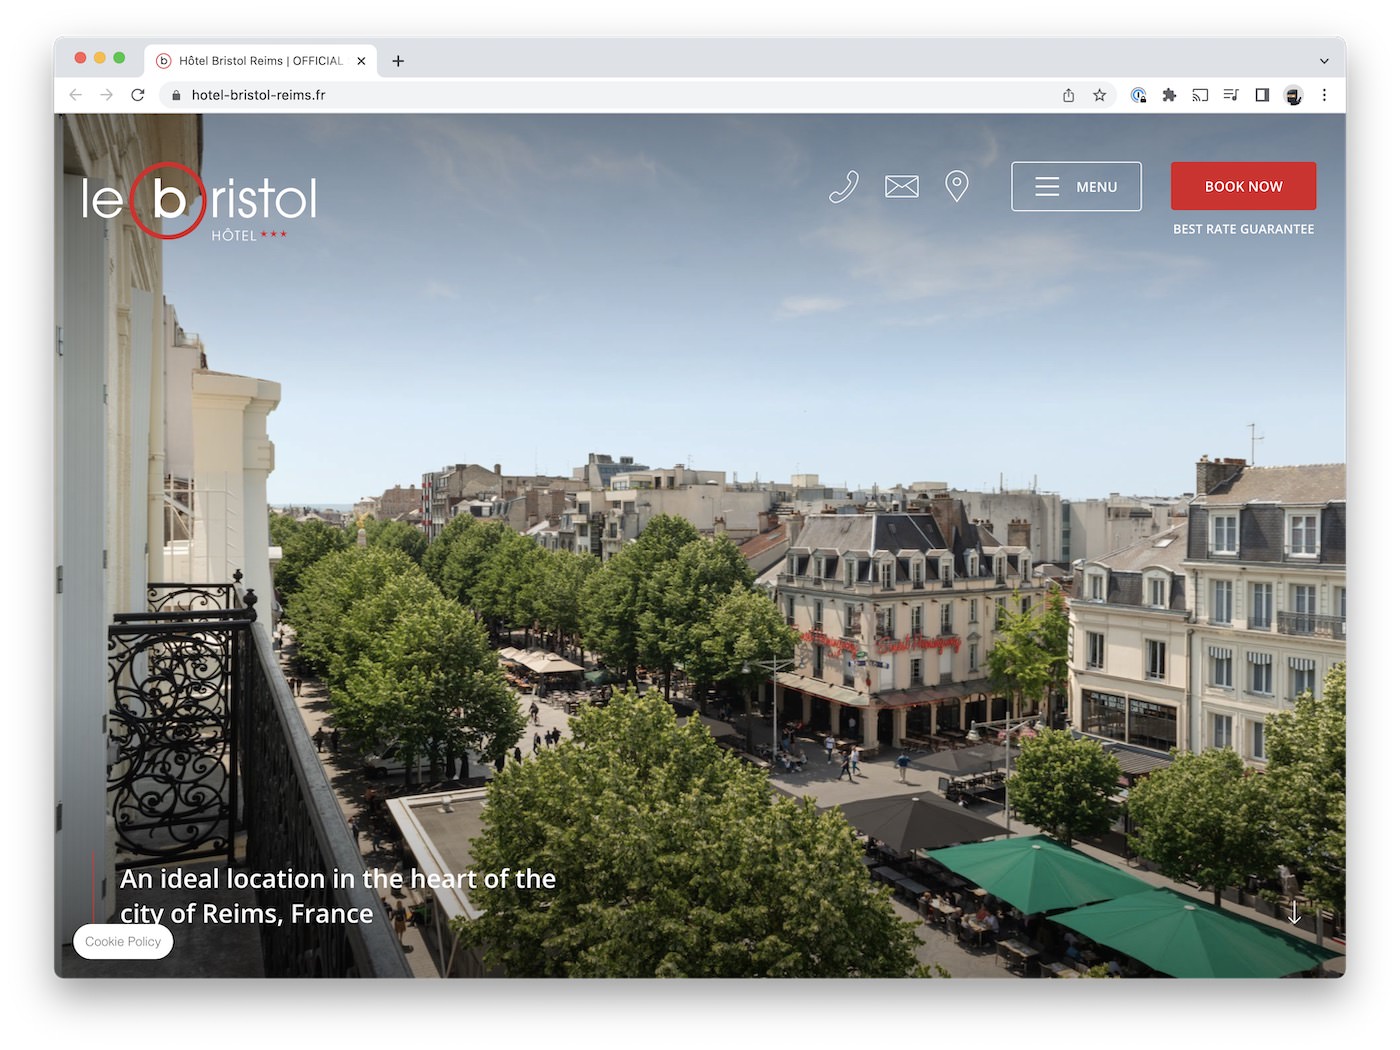 Hôtel Bristol Reims | OFFICIAL
hotel-bristol-reims.fr
le bristol
HÔTEL ★★★
MENU
BOOK NOW
BEST RATE GUARANTEE
An ideal location in the heart of the
city of Reims, France
Cookie Policy